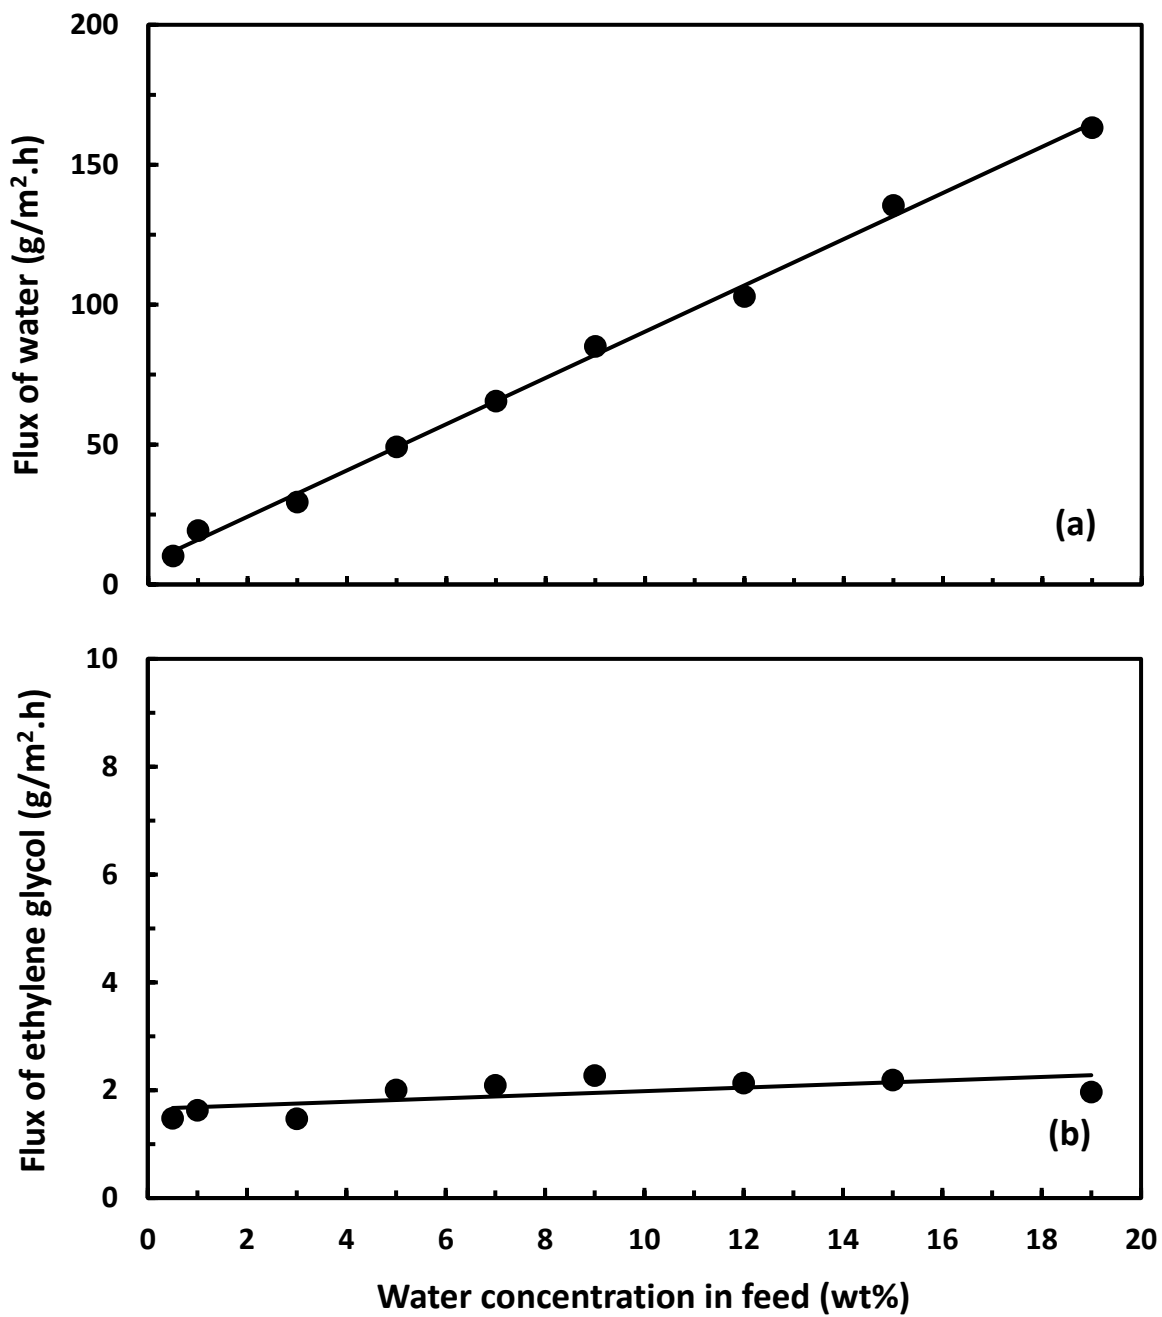 200
150
100
50
0
Flux of water (g/m².h)
(a)
10
8
6
4
2
0
Flux of ethylene glycol (g/m².h)
(b)
0 2 4 6 8 10 12 14 16 18 20
Water concentration in feed (wt%)